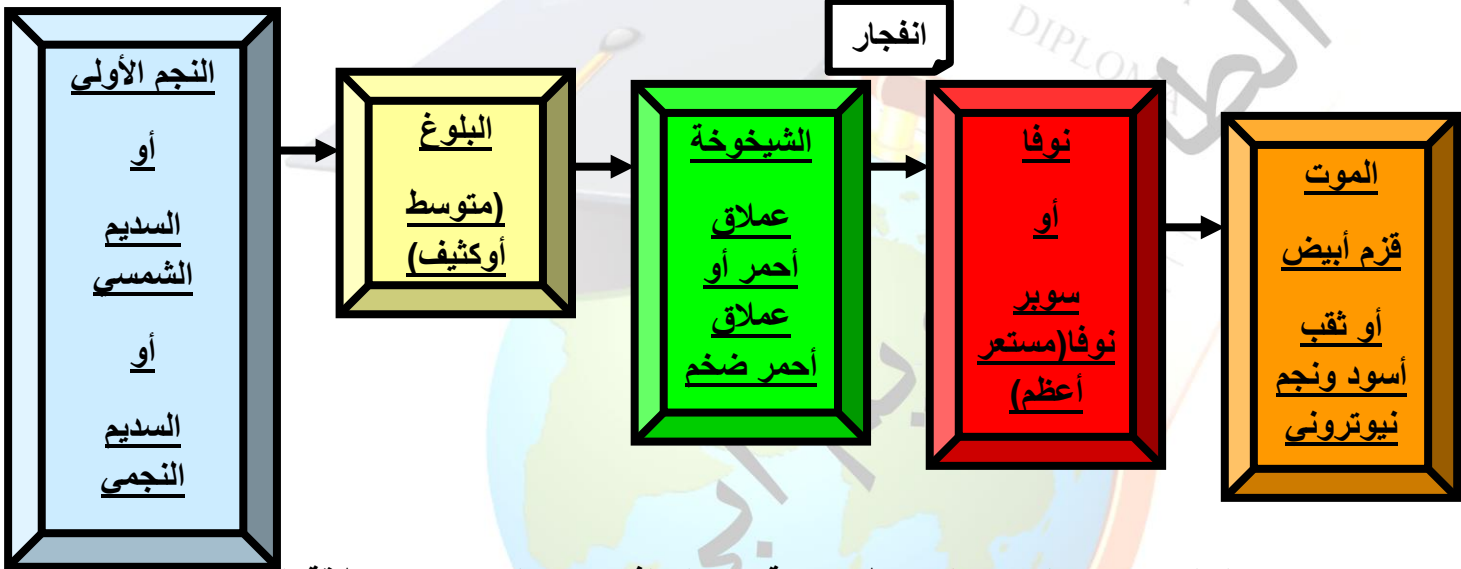 انفجار
النجم الأولي
أو
السديم
الشمسي
أو
السديم
النجمي
البلوغ
(متوسط
أوكثيف)
الشيخوخة
عملاق
أحمر أو
عملاق
أحمر ضخم
نوفا
أو
سوبر
نوفا(مستعر
أعظم)
الموت
قزم أبيض
أو ثقب
أسود ونجم
نيوتروني
DIPLOMA